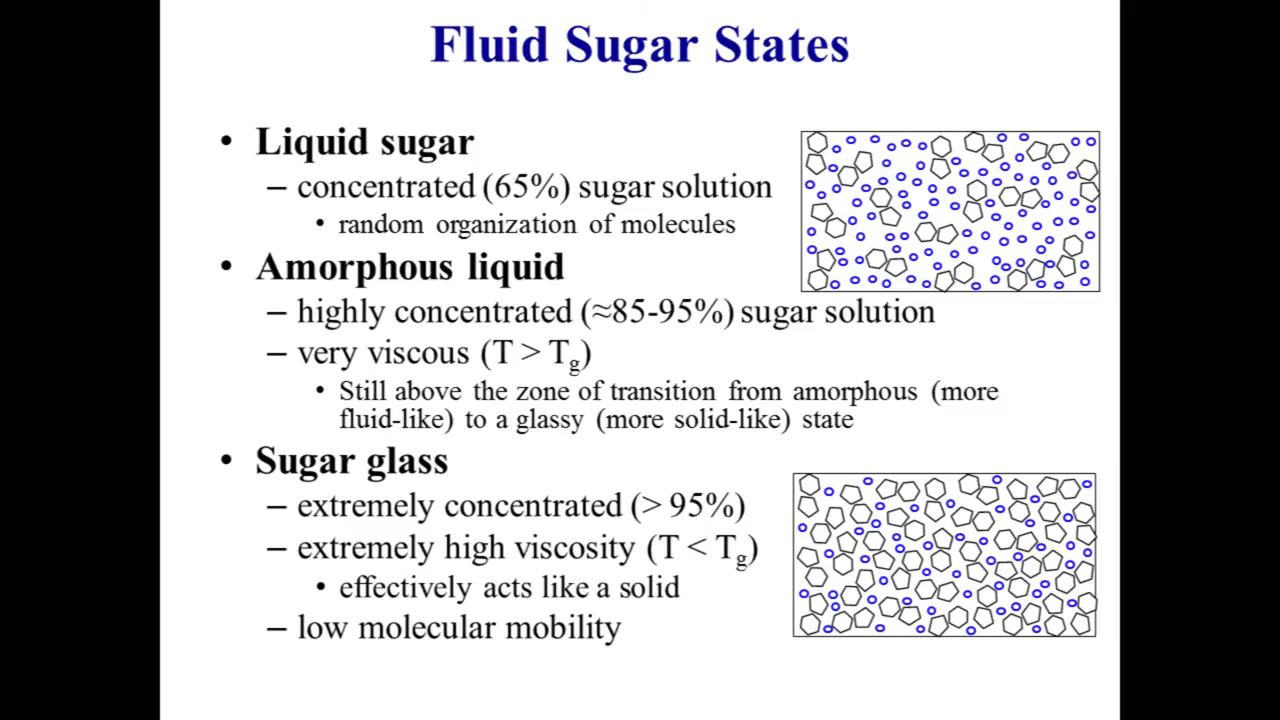 Fluid Sugar States
• Liquid sugar
– concentrated (65%) sugar solution
• random organization of molecules
• Amorphous liquid
– highly concentrated (≈85-95%) sugar solution
– very viscous (T > Tg)
• Still above the zone of transition from amorphous (more
fluid-like) to a glassy (more solid-like) state
• Sugar glass
– extremely concentrated (> 95%)
– extremely high viscosity (T < Tg)
• effectively acts like a solid
– low molecular mobility